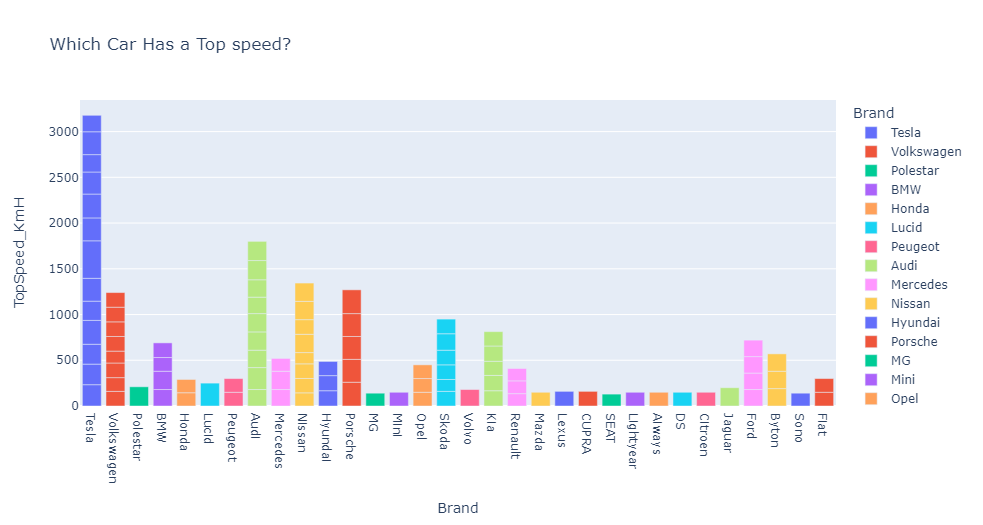 Which Car Has a Top speed?
TopSpeed_KmH
3000
2500
2000
1500
1000
500
0
Tesla
Volkswagen
Polestar
BMW
Honda
Lucid
Peugeot
Audi
Mercedes
Nissan
Hyundai
Porsche
MG
Mini
Opel
Skoda
Volvo
Kia
Renault
Mazda
Lexus
CUPRA
SEAT
Lightyear
Aiways
DS
Citroen
Jaguar
Ford
Byton
Sono
Fiat
Brand
Brand
Tesla
Volkswagen
Polestar
BMW
Honda
Lucid
Peugeot
Audi
Mercedes
Nissan
Hyundai
Porsche
MG
Mini
Opel